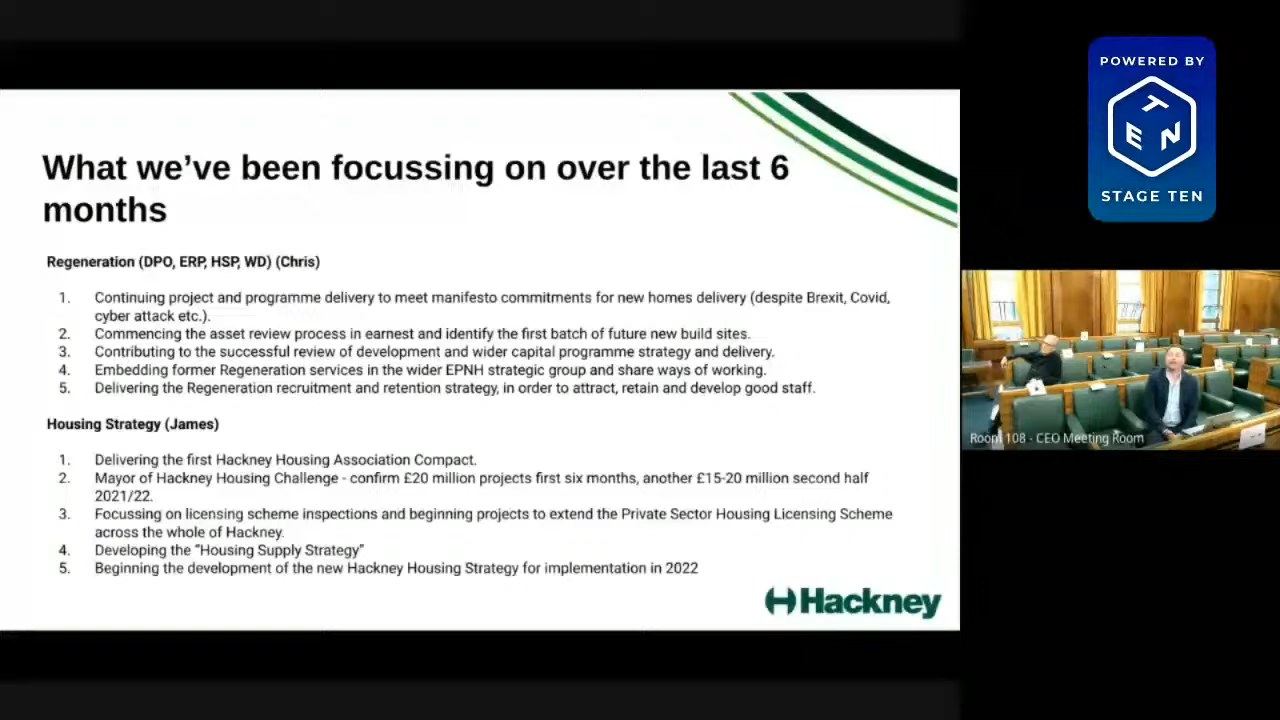 POWERED BY
TEN
STAGE TEN
What we've been focussing on over the last 6
months
Regeneration (DPO, ERP, HSP, WD) (Chris)
1. Continuing project and programme delivery to meet manifesto commitments for new homes delivery (despite Brexit, Covid,
cyber attack etc.).
2. Commencing the asset review process in earnest and identify the first batch of future new build sites.
3. Contributing to the successful review of development and wider capital programme strategy and delivery.
4. Embedding former Regeneration services in the wider EPNH strategic group and share ways of working.
5. Delivering the Regeneration recruitment and retention strategy, in order to attract, retain and develop good staff.
Housing Strategy (James)
1. Delivering the first Hackney Housing Association Compact.
2. Mayor of Hackney Housing Challenge - confirm £20 million projects first six months, another £15-20 million second half
2021/22.
3. Focussing on licensing scheme inspections and beginning projects to extend the Private Sector Housing Licensing Scheme
across the whole of Hackney.
4. Developing the "Housing Supply Strategy"
5. Beginning the development of the new Hackney Housing Strategy for implementation in 2022
Hackney
Room 108 - CEO Meeting Room